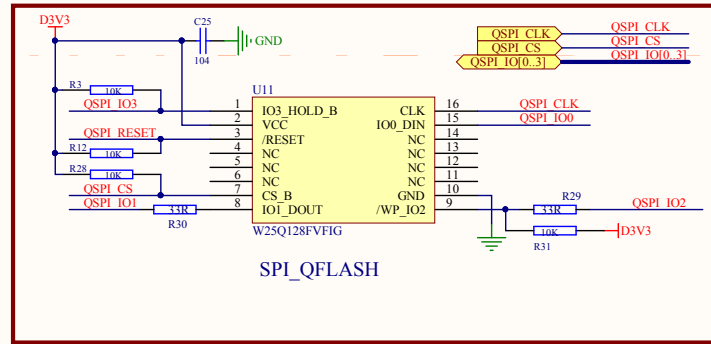 D3V3
C25
104
GND
QSPI_CLK QSPI_CLK
QSPI_CS QSPI_CS
QSPI_IO[0..3] QSPI_IO[0..3]
R3
10K
QSPI_IO3
QSPI_RESET
R12
10K
R28
10K
QSPI_CS
QSPI_IO1
33R
R30
U11
1 IO3_HOLD_B CLK 16 QSPI_CLK
2 VCC IO0_DIN 15 QSPI_IO0
3 /RESET NC 14
4 NC NC 13
5 NC NC 12
6 NC NC 11
7 CS_B GND 10
8 IO1_DOUT /WP_IO2 9
W25Q128FVFIG
R29
33R
QSPI_IO2
10K
R31
D3V3
SPI_QFLASH